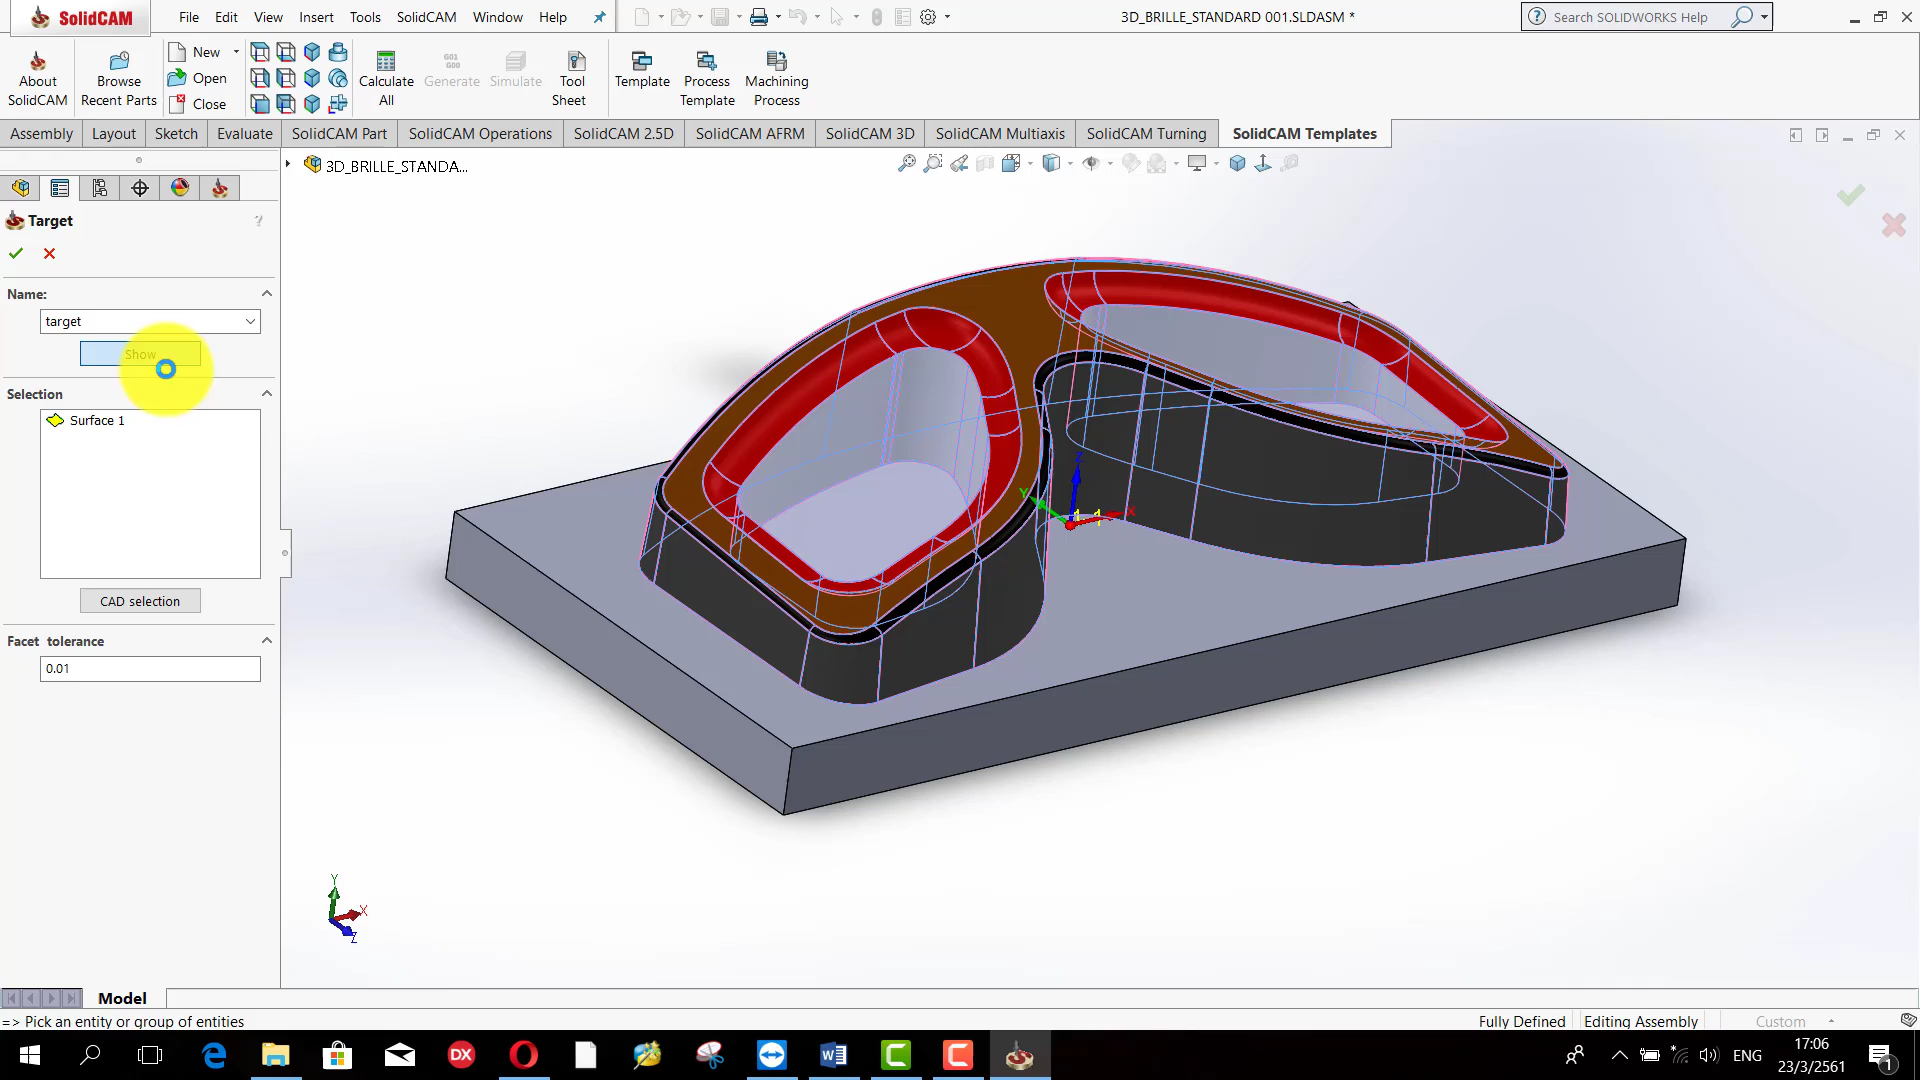 SolidCAM File Edit View Insert Tools SolidCAM Window Help 3D_BRILLE_STANDARD 001.SLDASM * Search SOLIDWORKS Help
About SolidCAM
Browse Recent Parts
New
Open
Close
Calculate All
G01 G00
Generate
Simulate
Tool Sheet
Template
Process Template
Machining Process
Assembly Layout Sketch Evaluate SolidCAM Part SolidCAM Operations SolidCAM 2.5D SolidCAM AFRM SolidCAM 3D SolidCAM Multiaxis SolidCAM Turning SolidCAM Templates
3D_BRILLE_STANDA...
Target ?
Name:
target
Show
Selection
Surface 1
CAD selection
Facet tolerance
0.01
Z
Y
X
Y
X
Z
Model
=> Pick an entity or group of entities Fully Defined Editing Assembly Custom
DX
ENG
17:06
23/3/2561
1